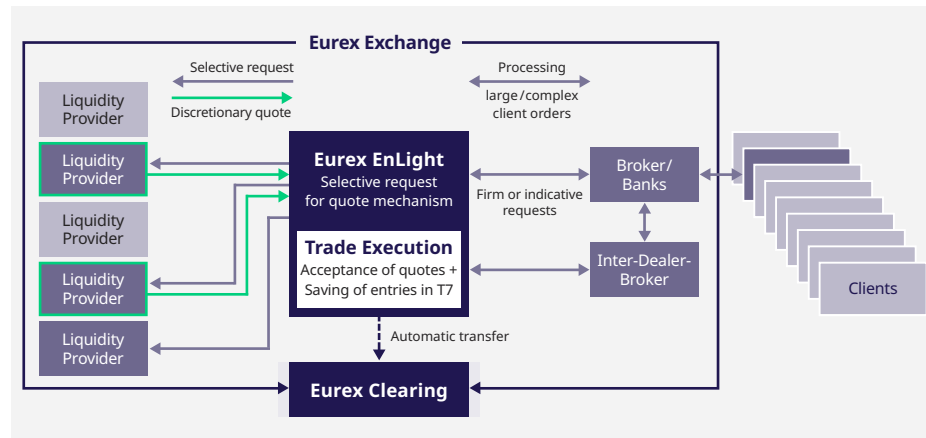 Eurex Exchange
Selective request
Discretionary quote
Processing
large/complex
client orders
Liquidity
Provider
Liquidity
Provider
Liquidity
Provider
Liquidity
Provider
Liquidity
Provider
Eurex EnLight
Selective request
for quote mechanism
Trade Execution
Acceptance of quotes +
Saving of entries in T7
Firm or indicative
requests
Broker/
Banks
Inter-Dealer-
Broker
Clients
Automatic transfer
Eurex Clearing